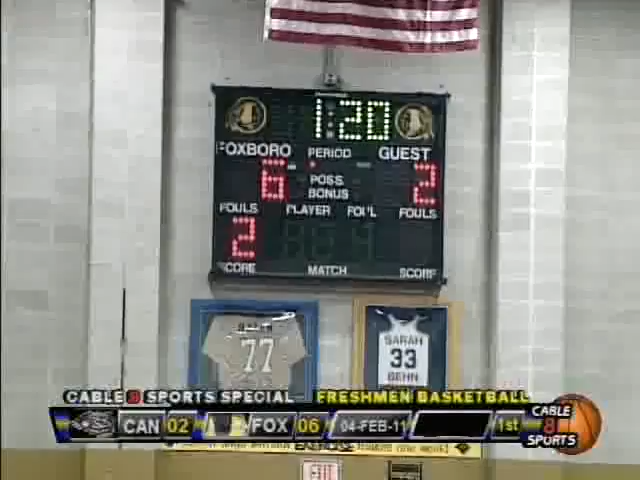 1:20
FOXBORO PERIOD GUEST
6 POSS 2
BONUS
FOULS PLAYER FOUL FOULS
2
SCORE MATCH SCORE
77
SARAH
33
BEHN
CABLE 8 SPORTS SPECIAL FRESHMEN BASKETBALL
CAN 02 FOX 06 04-FEB-11 1st
CABLE
8
SPORTS
EXIT